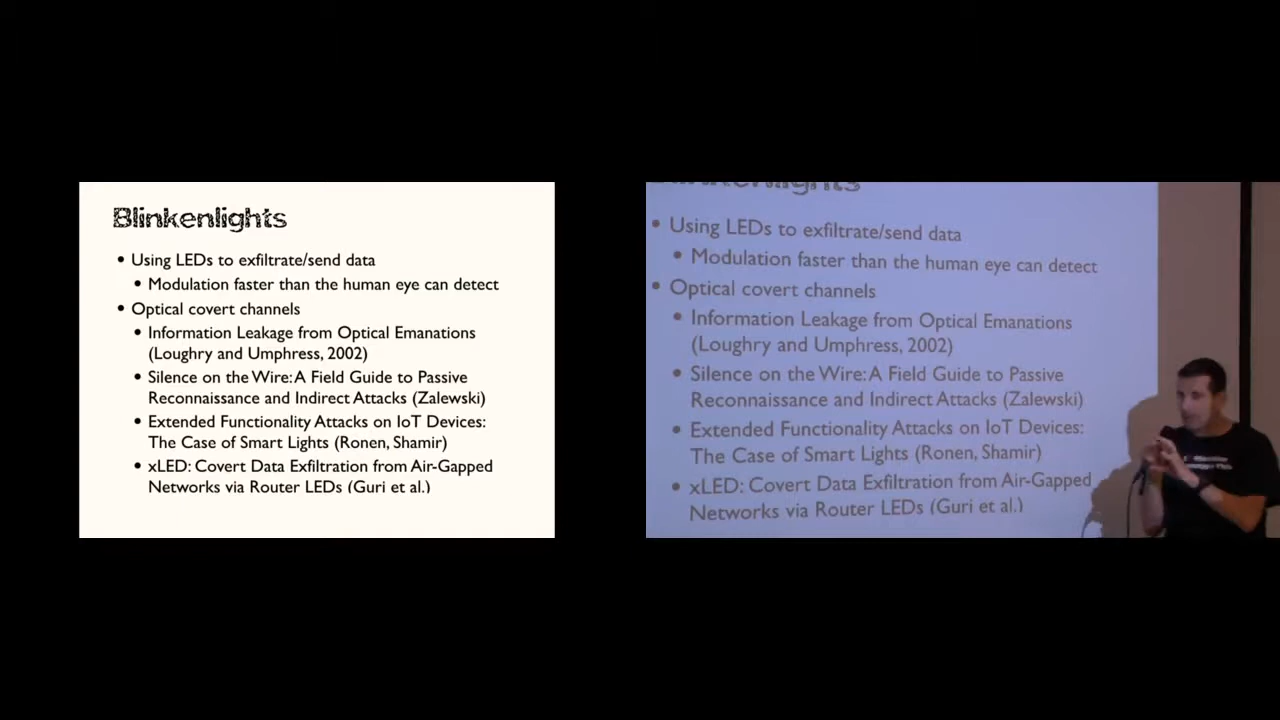 Blinkenlights
• Using LEDs to exfiltrate/send data
• Modulation faster than the human eye can detect
• Optical covert channels
• Information Leakage from Optical Emanations
(Loughry and Umphress, 2002)
• Silence on the Wire: A Field Guide to Passive
Reconnaissance and Indirect Attacks (Zalewski)
• Extended Functionality Attacks on IoT Devices:
The Case of Smart Lights (Ronen, Shamir)
• xLED: Covert Data Exfiltration from Air-Gapped
Networks via Router LEDs (Guri et al.)
Blinkenlights
• Using LEDs to exfiltrate/send data
• Modulation faster than the human eye can detect
• Optical covert channels
• Information Leakage from Optical Emanations
(Loughry and Umphress, 2002)
• Silence on the Wire: A Field Guide to Passive
Reconnaissance and Indirect Attacks (Zalewski)
• Extended Functionality Attacks on IoT Devices:
The Case of Smart Lights (Ronen, Shamir)
• xLED: Covert Data Exfiltration from Air-Gapped
Networks via Router LEDs (Guri et al.)